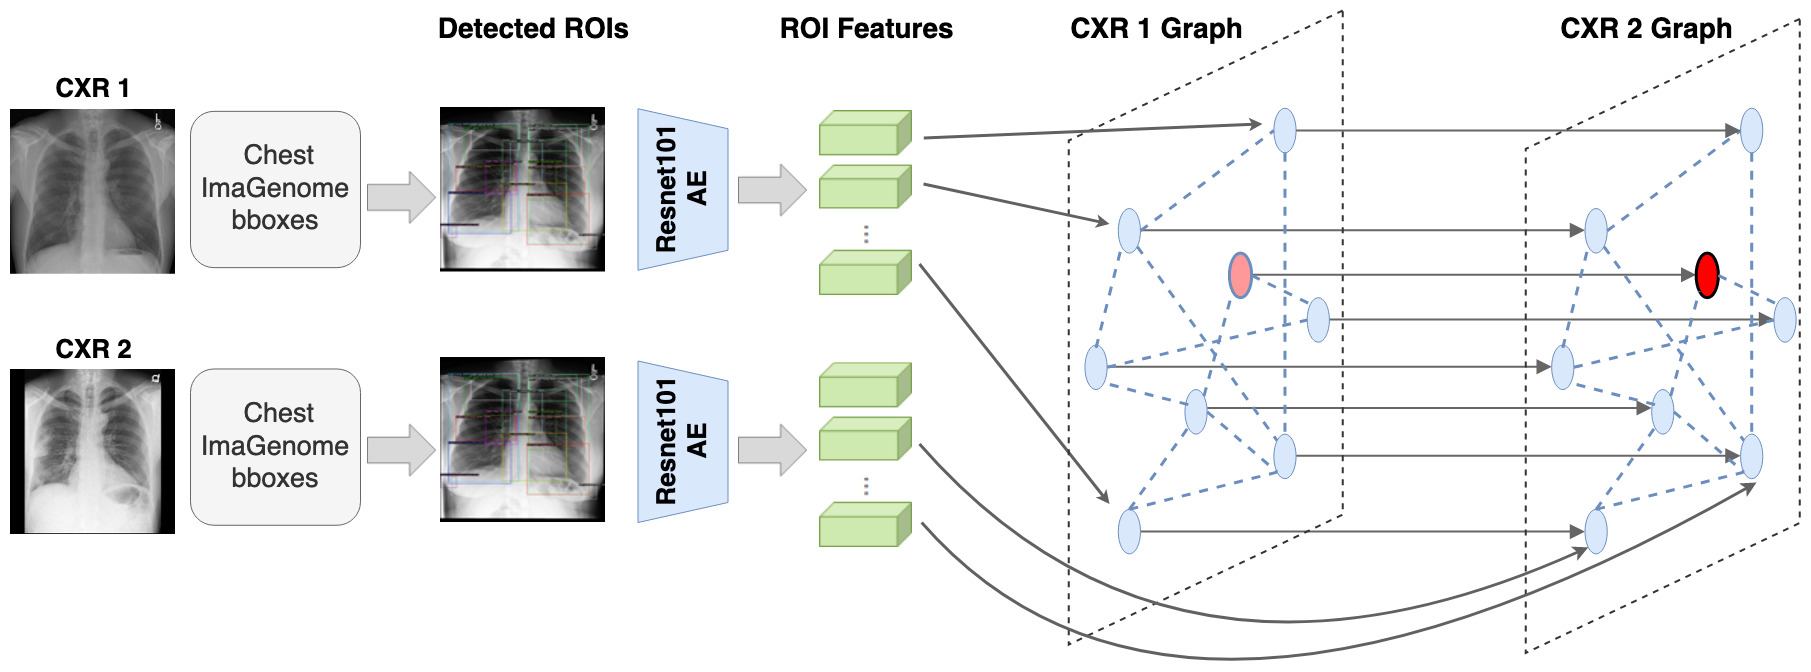 Detected ROIs
ROI Features
CXR 1 Graph
CXR 2 Graph
CXR 1
Chest
ImaGenome
bboxes
Resnet101
AE
...
CXR 2
Chest
ImaGenome
bboxes
Resnet101
AE
...